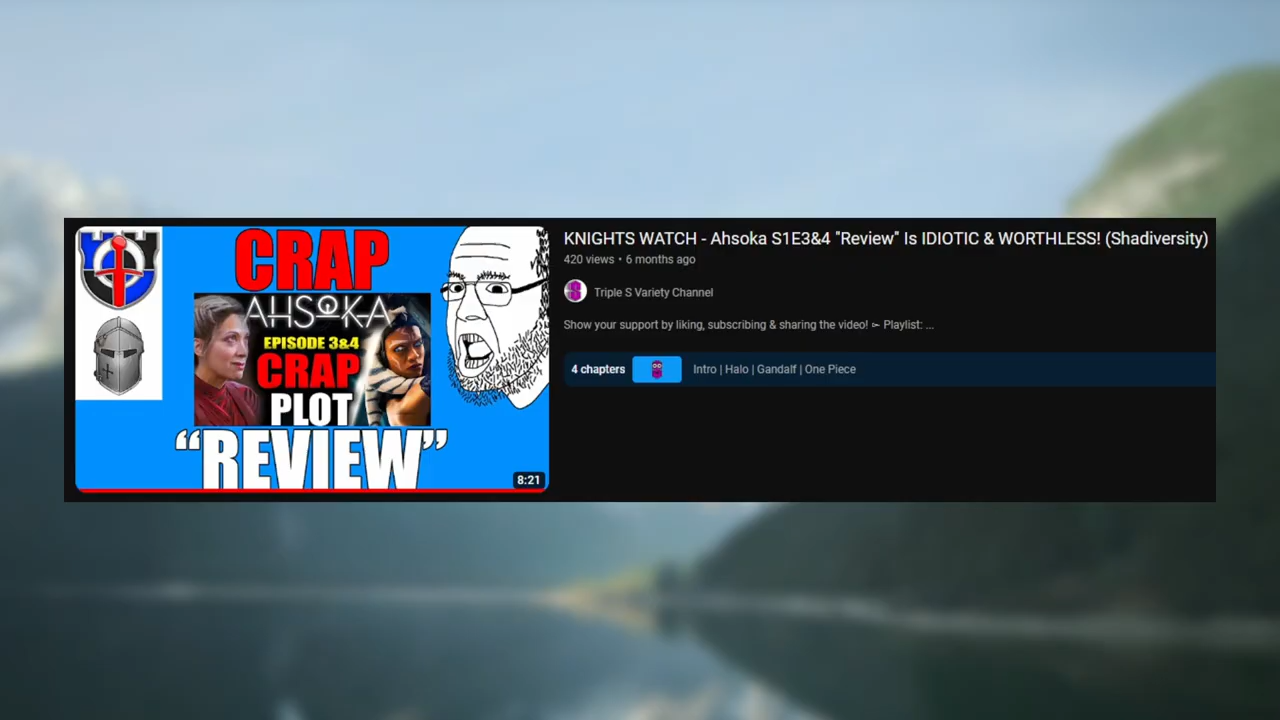 CRAP
AHSOKA
EPISODE 3&4
CRAP
PLOT
“REVIEW”
8:21
KNIGHTS WATCH - Ahsoka S1E3&4 "Review" Is IDIOTIC & WORTHLESS! (Shadiversity)
420 views • 6 months ago
Triple S Variety Channel
Show your support by liking, subscribing & sharing the video! ► Playlist: ...
4 chapters
Intro | Halo | Gandalf | One Piece